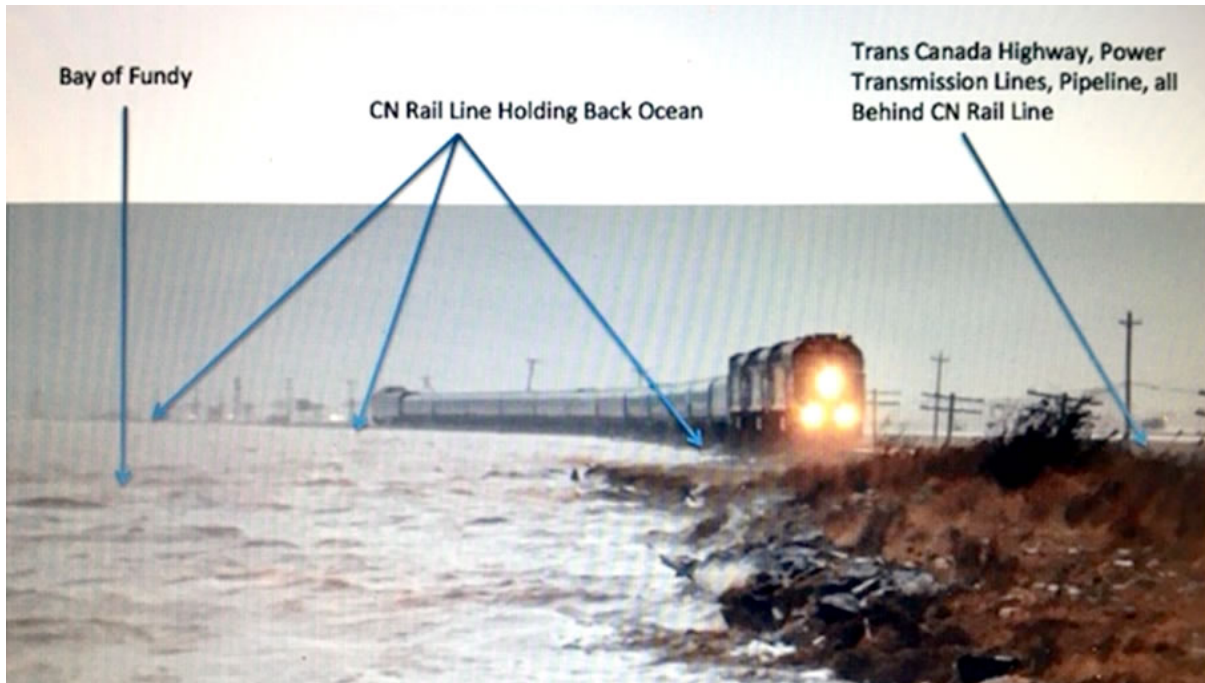 Bay of Fundy
CN Rail Line Holding Back Ocean
Trans Canada Highway, Power
Transmission Lines, Pipeline, all
Behind CN Rail Line